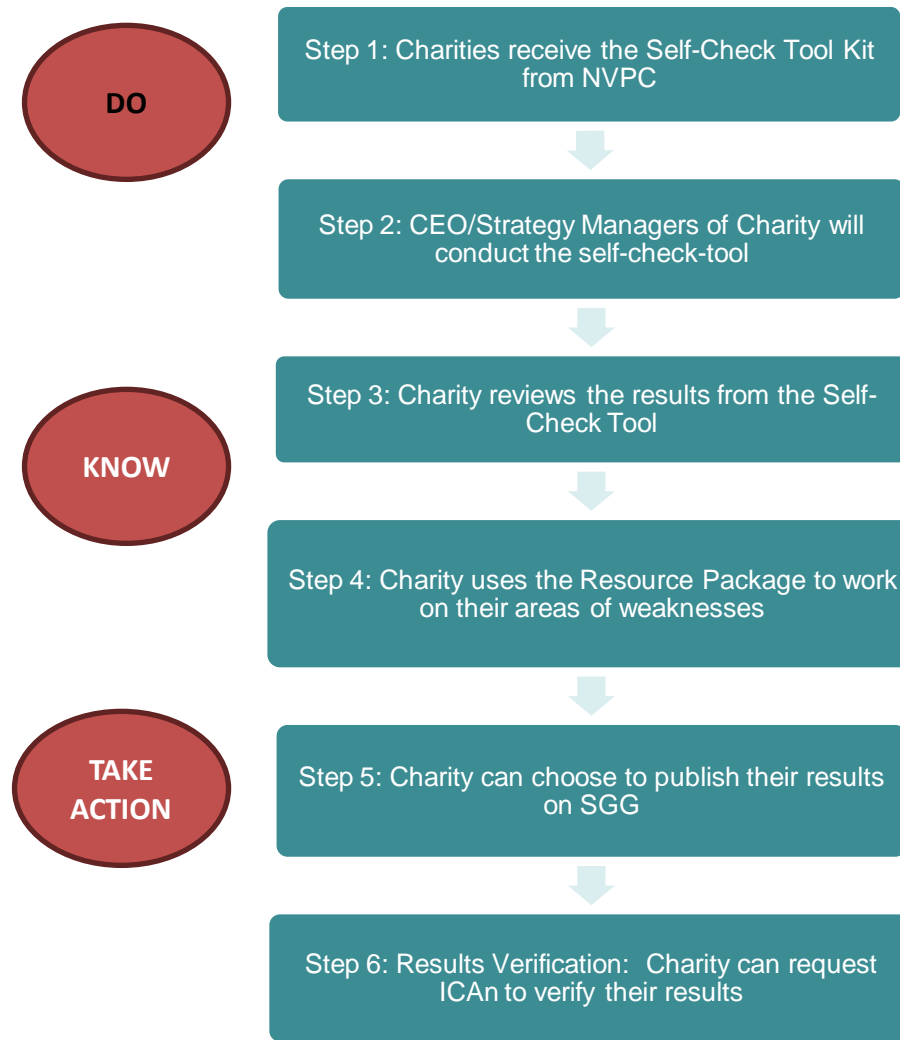 DO
Step 1: Charities receive the Self-Check Tool Kit
from NVPC
Step 2: CEO/Strategy Managers of Charity will
conduct the self-check-tool
KNOW
Step 3: Charity reviews the results from the Self-
Check Tool
Step 4: Charity uses the Resource Package to work
on their areas of weaknesses
TAKE
ACTION
Step 5: Charity can choose to publish their results
on SGG
Step 6: Results Verification: Charity can request
ICAn to verify their results